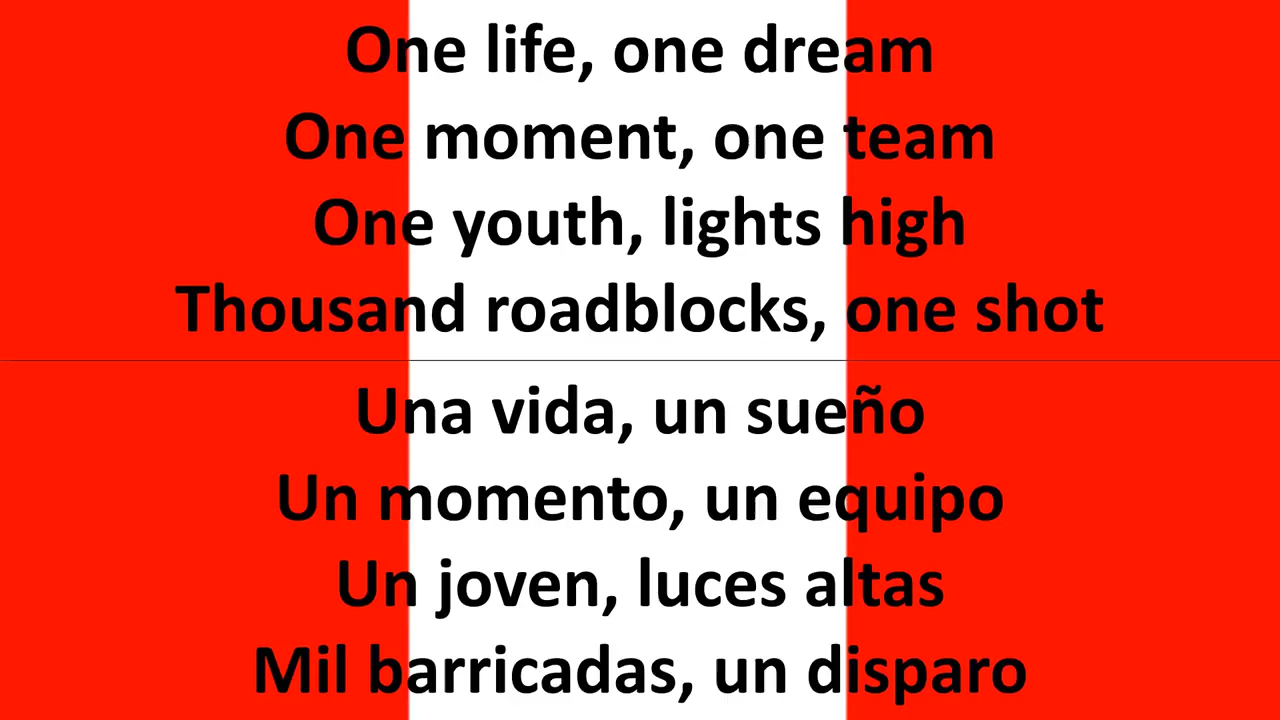 One life, one dream
One moment, one team
One youth, lights high
Thousand roadblocks, one shot
Una vida, un sueño
Un momento, un equipo
Un joven, luces altas
Mil barricadas, un disparo